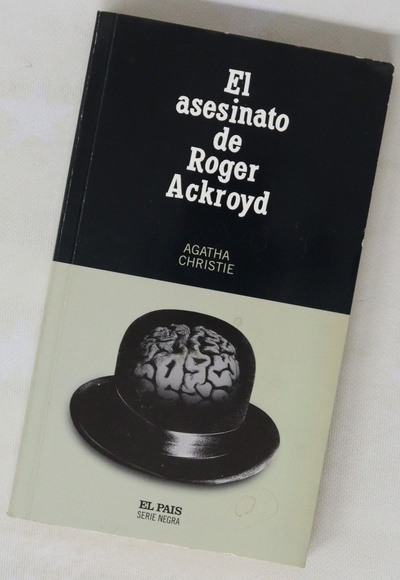 El
asesinato
de
Roger
Ackroyd
AGATHA
CHRISTIE
EL PAIS
SERIE NEGRA